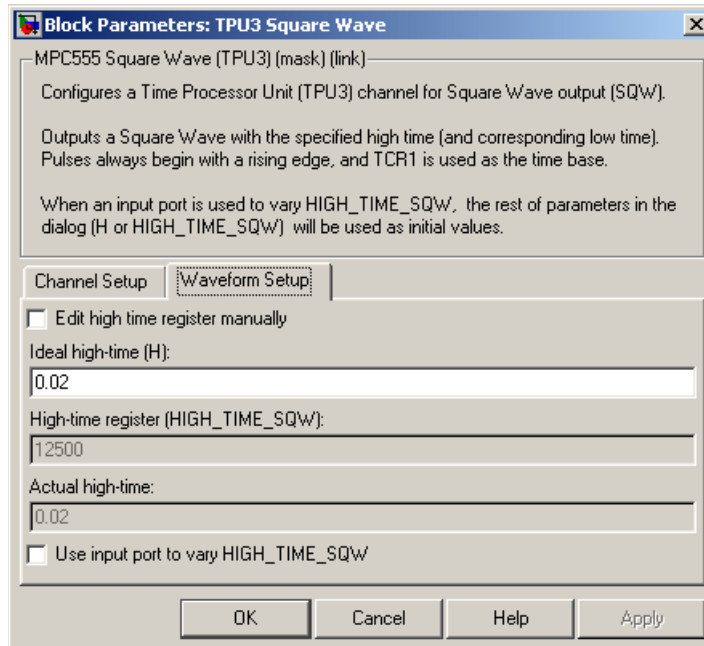 Block Parameters: TPU3 Square Wave
MPC555 Square Wave (TPU3) (mask) (link)
Configures a Time Processor Unit (TPU3) channel for Square Wave output (SQW).
Outputs a Square Wave with the specified high time (and corresponding low time).
Pulses always begin with a rising edge, and TCR1 is used as the time base.
When an input port is used to vary HIGH_TIME_SQW, the rest of parameters in the
dialog (H or HIGH_TIME_SQW) will be used as initial values.
Channel Setup Waveform Setup
Edit high time register manually
Ideal high-time (H):
0.02
High-time register (HIGH_TIME_SQW):
12500
Actual high-time:
0.02
Use input port to vary HIGH_TIME_SQW
OK Cancel Help Apply